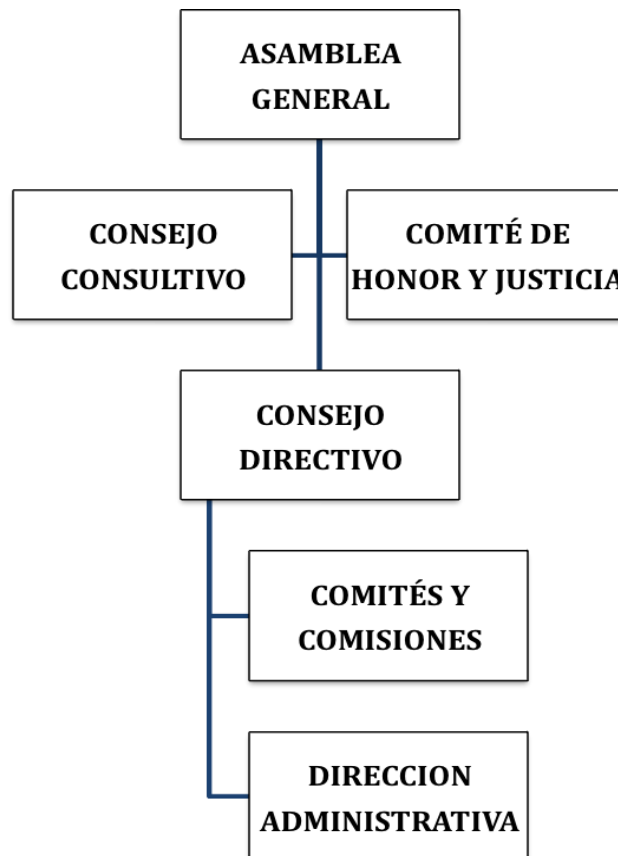 ASAMBLEA
GENERAL
CONSEJO
CONSULTIVO
COMITÉ DE
HONOR Y JUSTICIA
CONSEJO
DIRECTIVO
COMITÉS Y
COMISIONES
DIRECCION
ADMINISTRATIVA